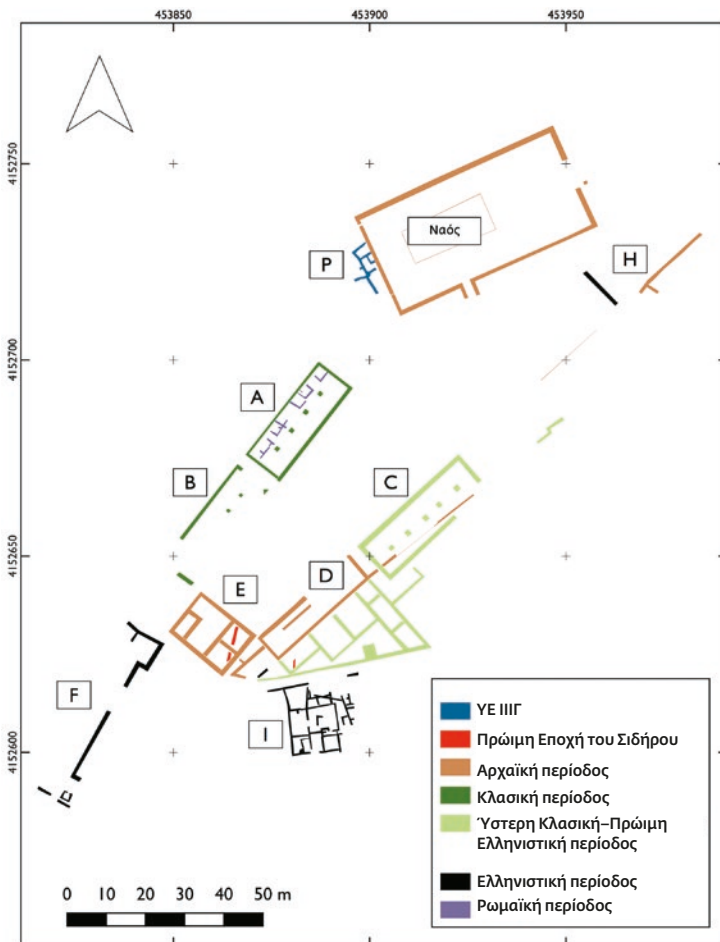 453850 453900 453950
4152750
Ναός
P
H
4152700
A
B
C
4152650
D
E
F
I
4152600
ΥΕ ΙΙΙΓ
Πρώιμη Εποχή του Σιδήρου
Αρχαϊκή περίοδος
Κλασική περίοδος
Ύστερη Κλασική–Πρώιμη
Ελληνιστική περίοδος
Ελληνιστική περίοδος
Ρωμαϊκή περίοδος
0 10 20 30 40 50 m